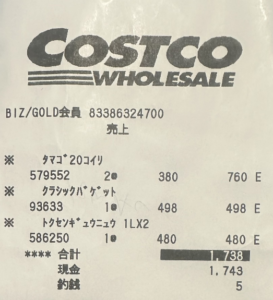 COSTCO
WHOLESALE
BIZ/GOLD会員 83386324700
売上
※ タマゴ20コイリ
579552 2@ 380 760 E
※ クラシックバゲット
93633 1@ 498 498 E
※ トクセンギュウニュウ 1LX2
586250 1@ 480 480 E
**** 合計 1,738
現金 1,743
釣銭 5